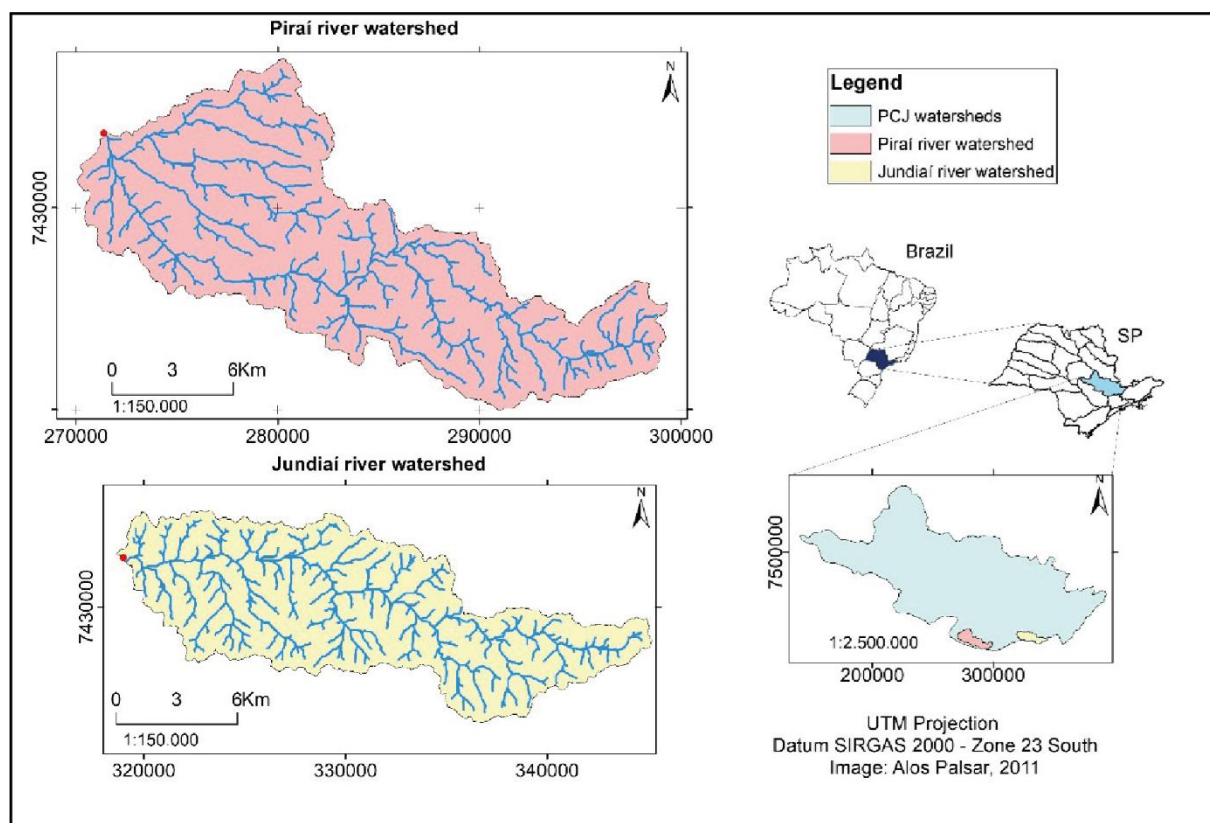 Piraí river watershed
N
7430000
0 3 6Km
1:150.000
270000 280000 290000 300000
Jundiaí river watershed
N
7430000
0 3 6Km
1:150.000
320000 330000 340000
Legend
PCJ watersheds
Piraí river watershed
Jundiaí river watershed
Brazil
SP
N
7500000
1:2.500.000
200000 300000
UTM Projection
Datum SIRGAS 2000 - Zone 23 South
Image: Alos Palsar, 2011